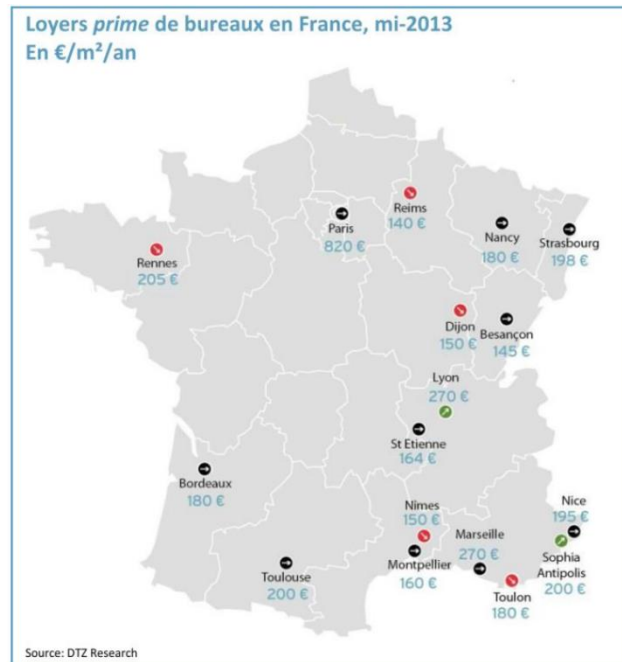 Loyers prime de bureaux en France, mi-2013
En €/m²/an
Reims
140 €
Paris
820 €
Nancy
180 €
Strasbourg
198 €
Rennes
205 €
Dijon
150 €
Besançon
145 €
Lyon
270 €
St Etienne
164 €
Bordeaux
180 €
Nimes
150 €
Montpellier
160 €
Marseille
270 €
Nice
195 €
Sophia
Antipolis
200 €
Toulouse
200 €
Toulon
180 €
Source: DTZ Research